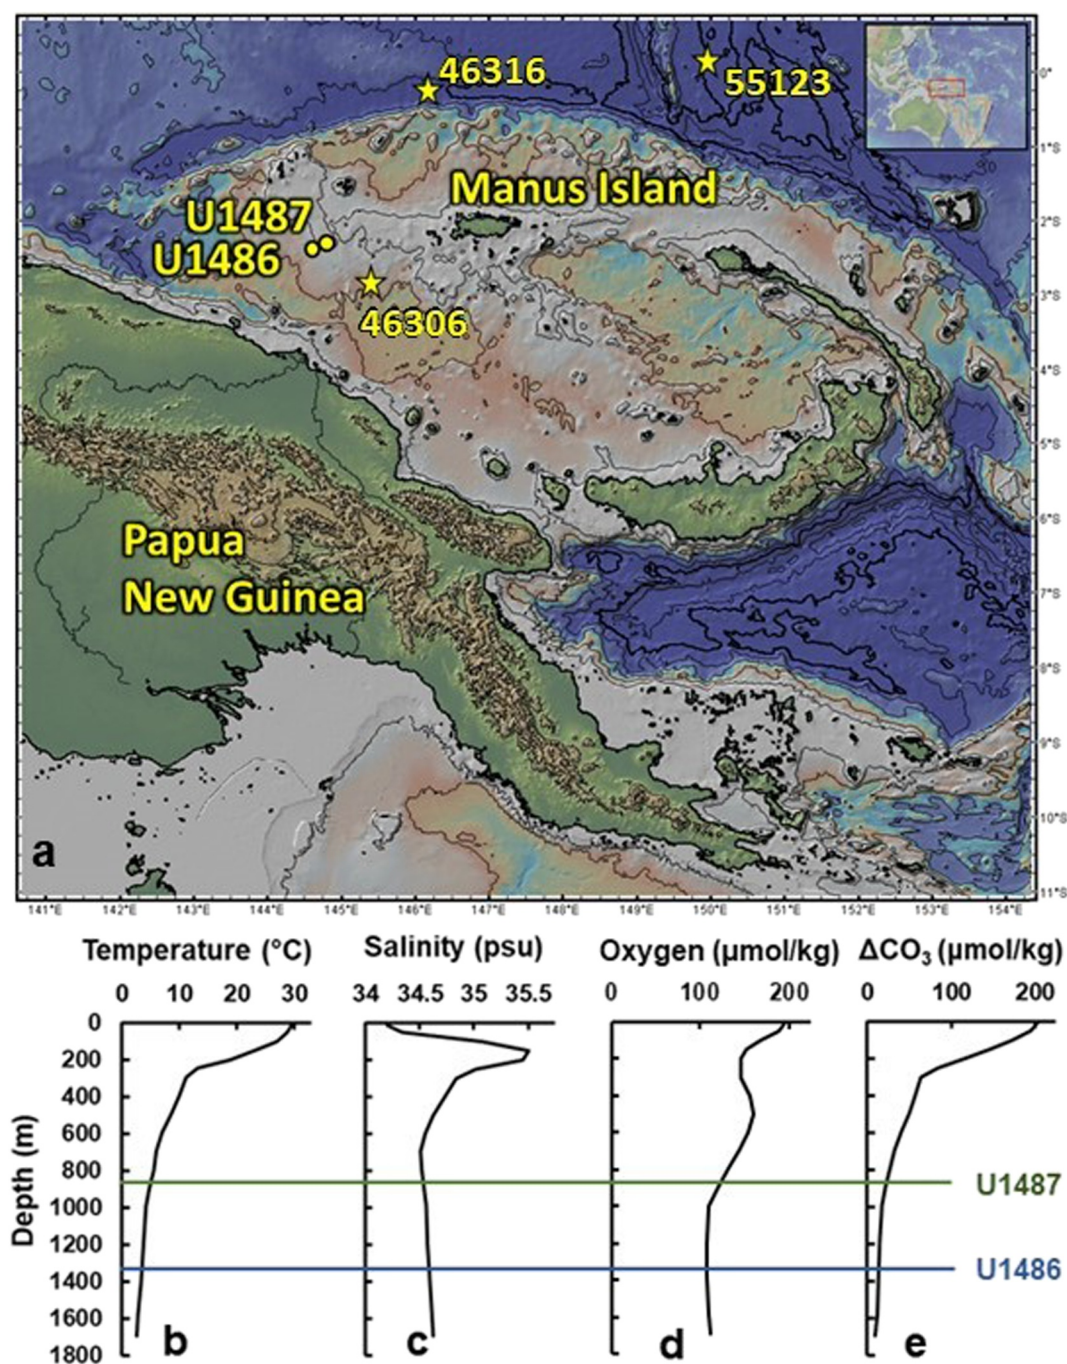 46316
55123
0°
1°S
Manus Island
U1487
2°S
U1486
46306
3°S
4°S
5°S
Papua
New Guinea
6°S
7°S
8°S
9°S
10°S
a
11°S
141°E 142°E 143°E 144°E 145°E 146°E 147°E 148°E 149°E 150°E 151°E 152°E 153°E 154°E
Temperature (°C) Salinity (psu) Oxygen (µmol/kg) ΔCO3 (µmol/kg)
0 10 20 30 34 34.5 35 35.5 0 100 200 0 100 200
Depth (m)
0
200
400
600
800
U1487
1000
1200
U1486
1400
1600
b c d e
1800